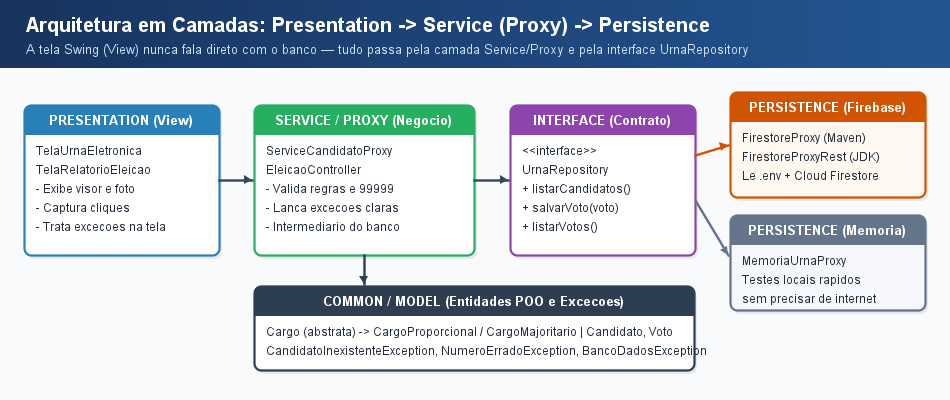 Arquitetura em Camadas: Presentation -> Service (Proxy) -> Persistence
A tela Swing (View) nunca fala direto com o banco — tudo passa pela camada Service/Proxy e pela interface UrnaRepository
PRESENTATION (View)
TelaUrnaEletronica
TelaRelatorioEleicao
- Exibe visor e foto
- Captura cliques
- Trata excecoes na tela
SERVICE / PROXY (Negocio)
ServiceCandidatoProxy
EleicaoController
- Valida regras e 99999
- Lanca excecoes claras
- Intermediario do banco
INTERFACE (Contrato)
<<interface>>
UrnaRepository
+ listarCandidatos()
+ salvarVoto(voto)
+ listarVotos()
PERSISTENCE (Firebase)
FirestoreProxy (Maven)
FirestoreProxyRest (JDK)
Le .env + Cloud Firestore
PERSISTENCE (Memoria)
MemoriaUrnaProxy
Testes locais rapidos
sem precisar de internet
COMMON / MODEL (Entidades POO e Excecoes)
Cargo (abstrata) -> CargoProporcional / CargoMajoritario | Candidato, Voto
CandidatoInexistenteException, NumeroErradoException, BancoDadosException